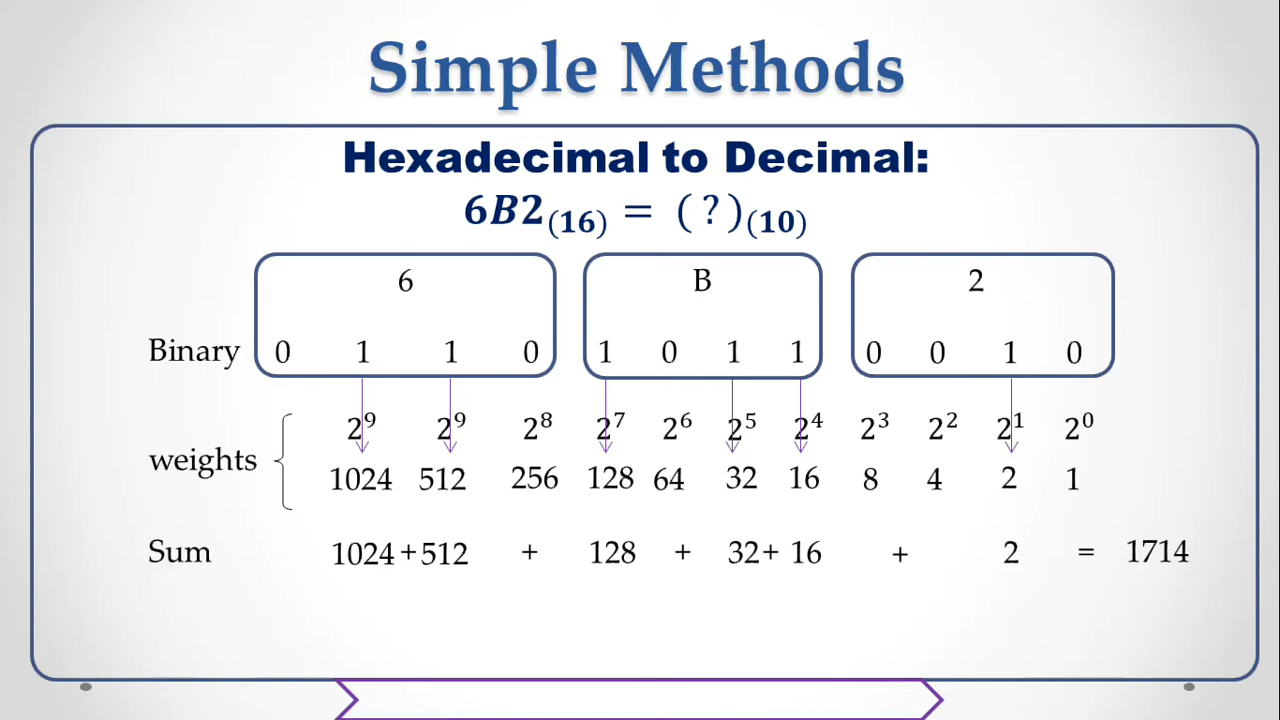 Simple Methods
Hexadecimal to Decimal:
6B2₍₁₆₎ = (?)₍₁₀₎
6 B 2
Binary 0 1 1 0 1 0 1 1 0 0 1 0
2⁹ 2⁹ 2⁸ 2⁷ 2⁶ 2⁵ 2⁴ 2³ 2² 2¹ 2⁰
weights
1024 512 256 128 64 32 16 8 4 2 1
Sum 1024 + 512 + 128 + 32 + 16 + 2 = 1714